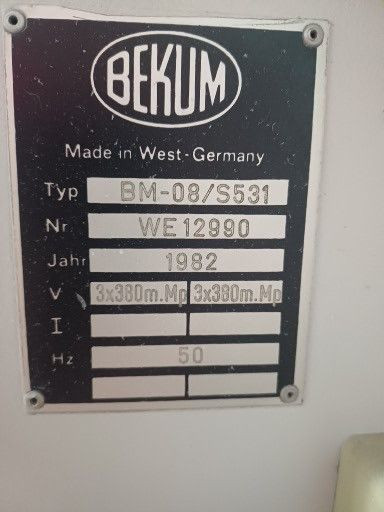 BEKUM
Made in West-Germany
Typ BM-08/S531
Nr WE12990
Jahr 1982
V 3x380m.Mp 3x380m.Mp
I
Hz 50